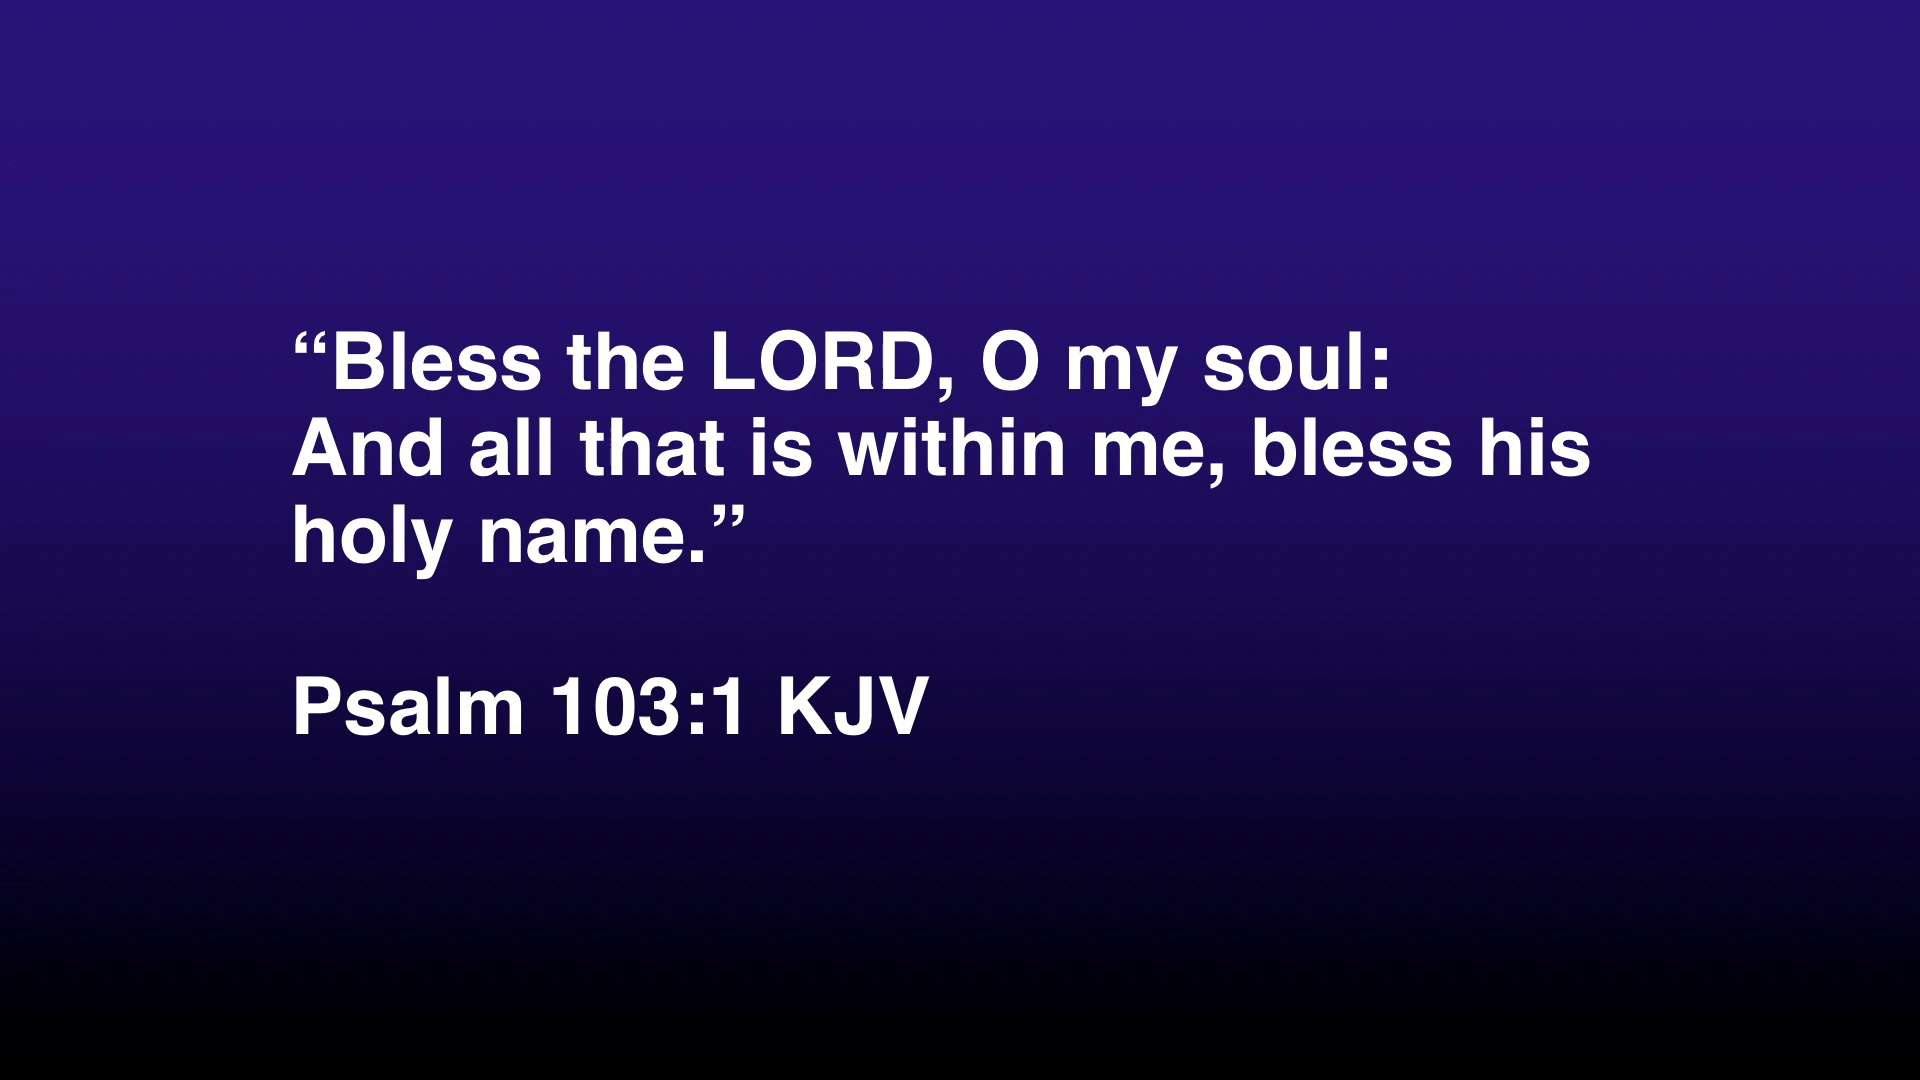 “Bless the LORD, O my soul:
And all that is within me, bless his
holy name.”
Psalm 103:1 KJV